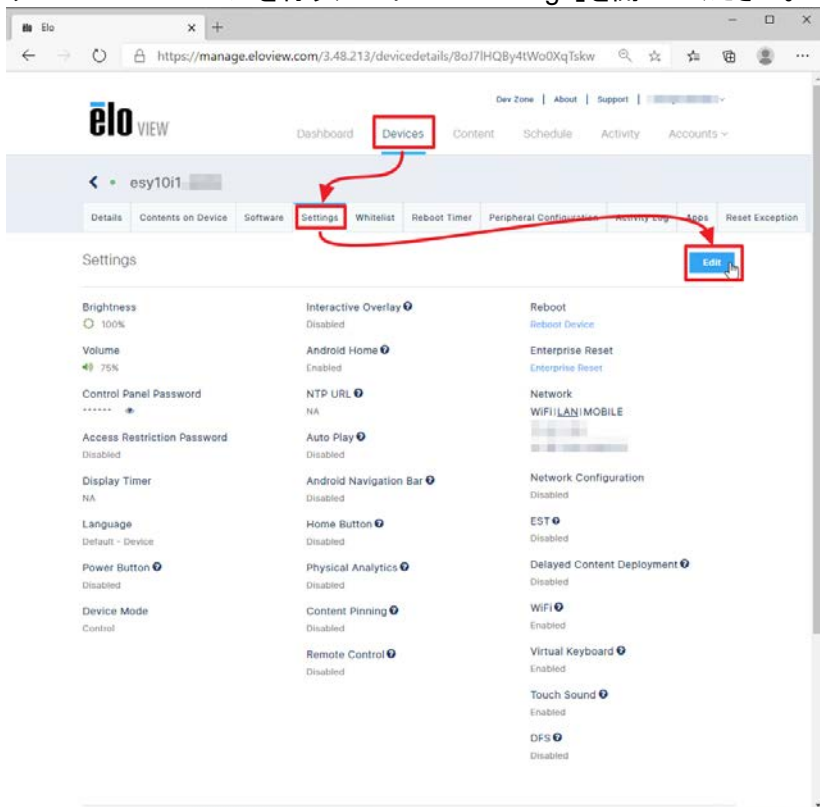 Elo
https://manage.eloview.com/3.48.213/devicedetails/8oJ7lHQBy4tWo0XqTskw
Dev Zone | About | Support |
elo VIEW
Dashboard Devices Content Schedule Activity Accounts
esy10i1
Details Contents on Device Software Settings Whitelist Reboot Timer Peripheral Configuration Activity Log Apps Reset Exception
Settings Edit
Brightness Interactive Overlay Reboot
100% Disabled Reboot Device
Volume Android Home Enterprise Reset
75% Enabled Enterprise Reset
Control Panel Password NTP URL Network
•••••• NA WiFi|LAN|MOBILE
Access Restriction Password Auto Play
Disabled Disabled
Display Timer Android Navigation Bar Network Configuration
NA Disabled Disabled
Language Home Button EST
Default - Device Disabled Disabled
Power Button Physical Analytics Delayed Content Deployment
Disabled Disabled Disabled
Device Mode Content Pinning WiFi
Control Disabled Enabled
Remote Control Virtual Keyboard
Disabled Enabled
Touch Sound
Enabled
DFS
Disabled